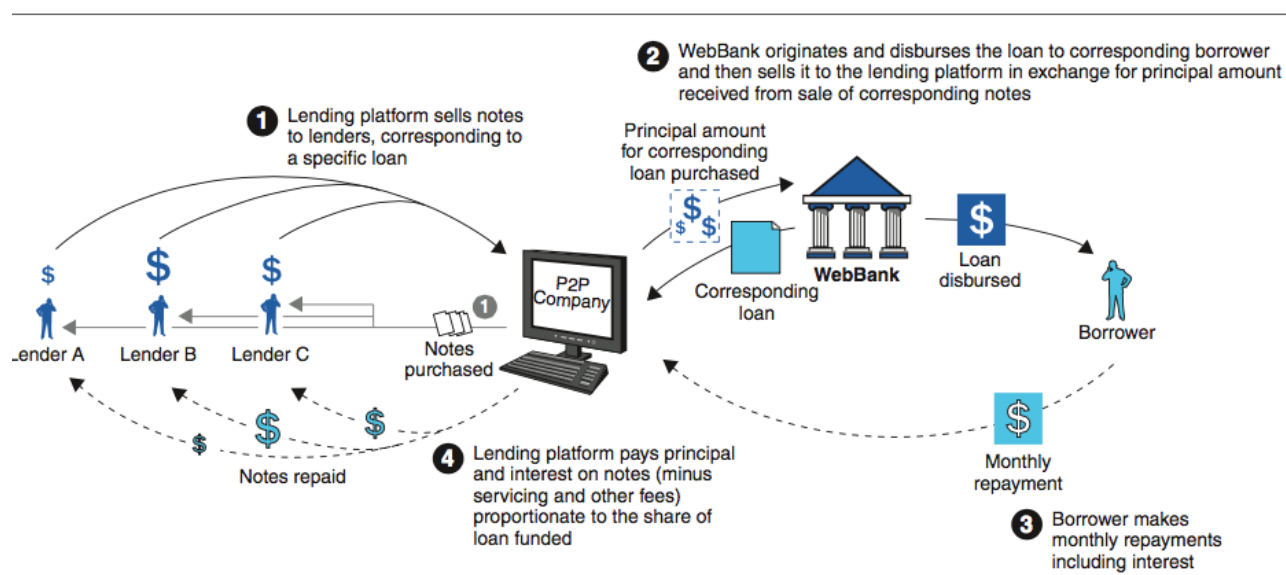 2 WebBank originates and disburses the loan to corresponding borrower
and then sells it to the lending platform in exchange for principal amount
received from sale of corresponding notes
1 Lending platform sells notes
to lenders, corresponding to
a specific loan
Principal amount
for corresponding
loan purchased
$
$
$
$
$
$
$
P2P
Company
WebBank
Loan
disbursed
Corresponding
loan
1
Notes
purchased
Lender A
Lender B
Lender C
Borrower
$
$
$
Notes repaid
4 Lending platform pays principal
and interest on notes (minus
servicing and other fees)
proportionate to the share of
loan funded
$
Monthly
repayment
3 Borrower makes
monthly repayments
including interest